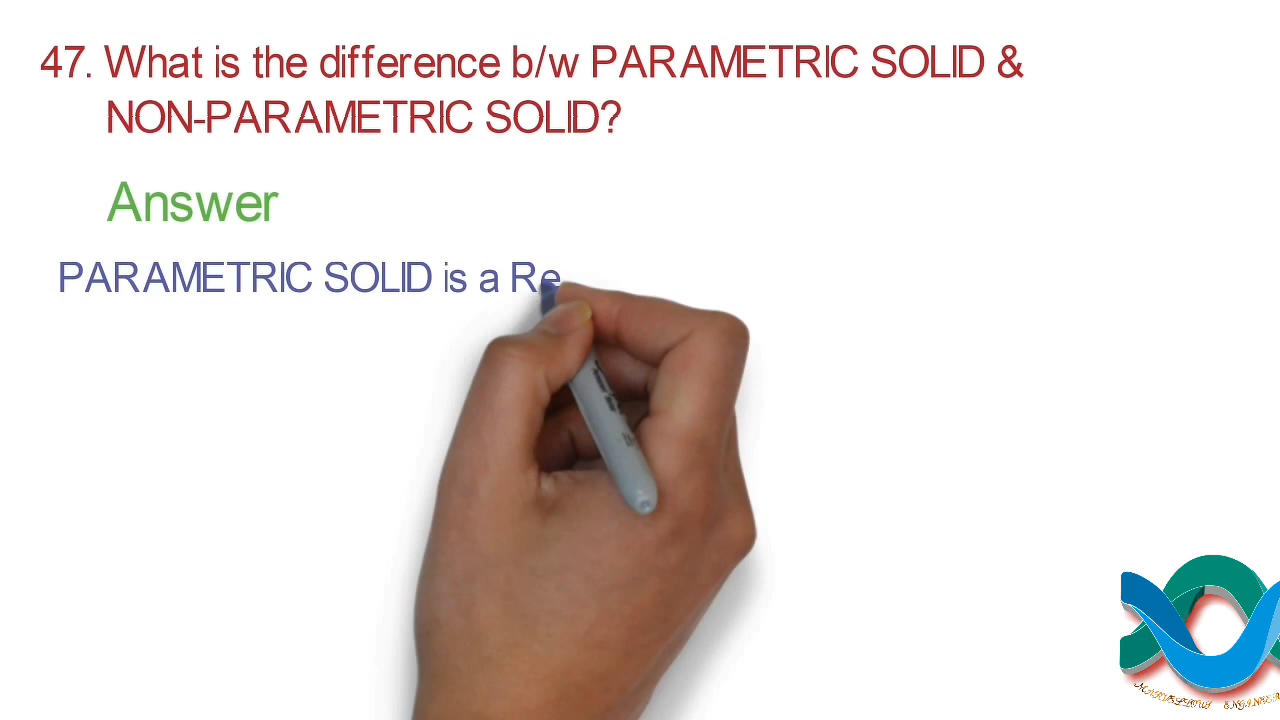 47. What is the difference b/w PARAMETRIC SOLID &
NON-PARAMETRIC SOLID?
Answer
PARAMETRIC SOLID is a Re